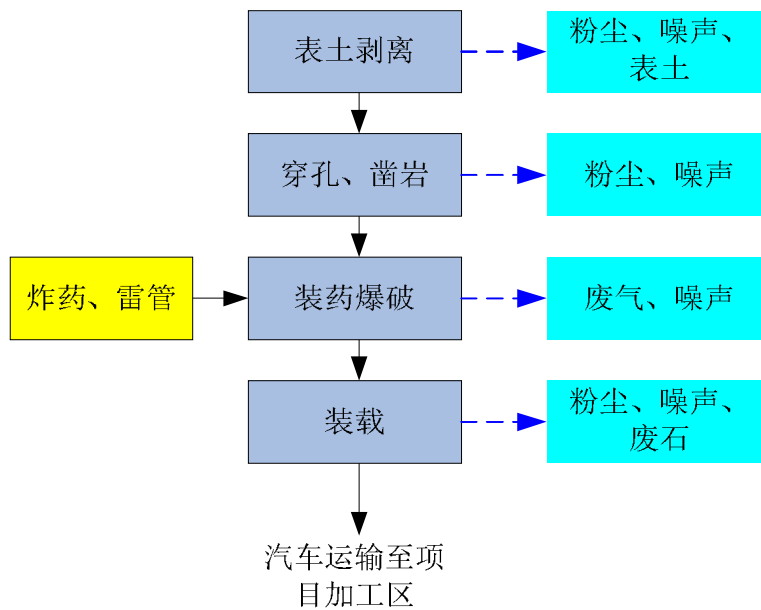 表土剥离
粉尘、噪声、
表土
穿孔、凿岩
粉尘、噪声
炸药、雷管
装药爆破
废气、噪声
装载
粉尘、噪声、
废石
汽车运输至项
目加工区